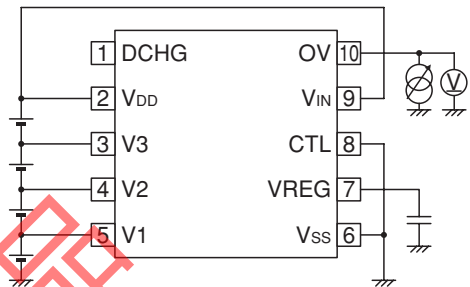 1 DCHG OV 10
2 VDD VIN 9
3 V3 CTL 8
4 V2 VREG 7
5 V1 VSS 6
V